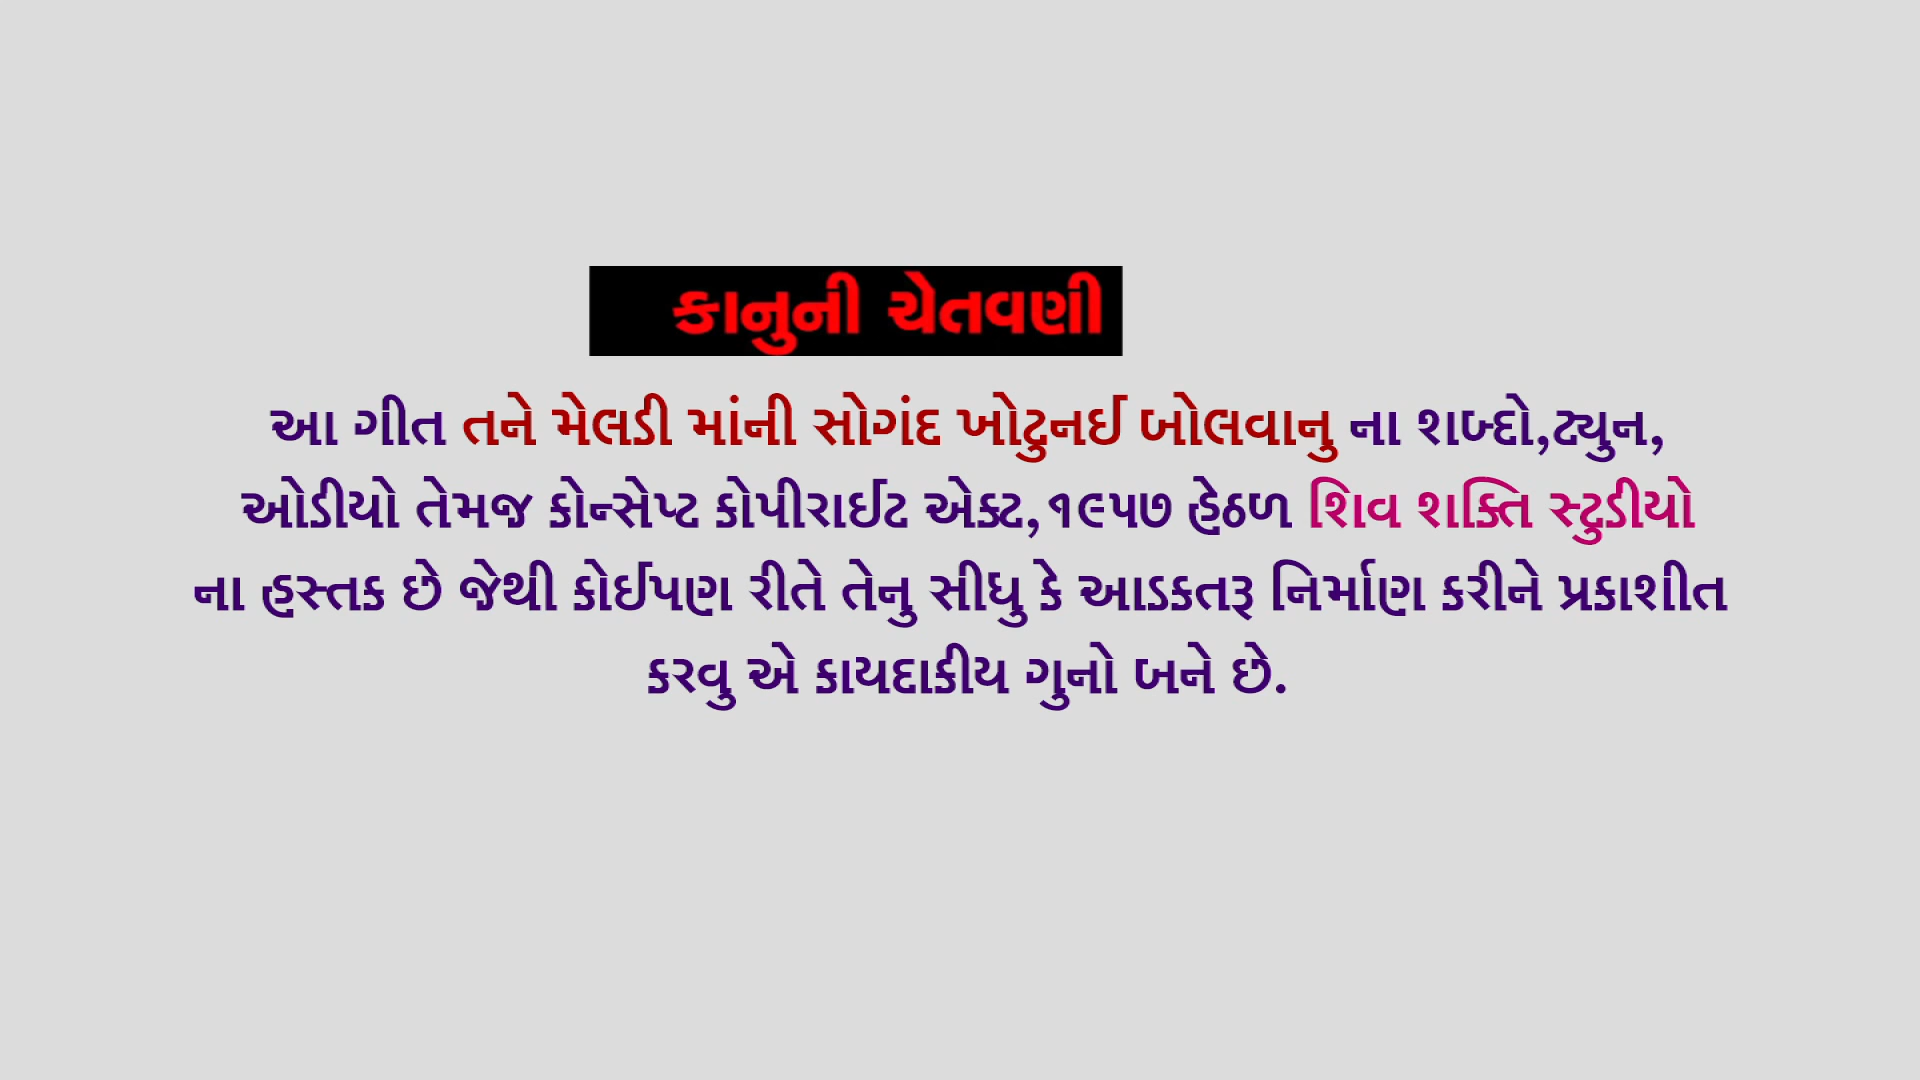 કાનુની ચેતવણી
આ ગીત તને મેલડી માંની સોગંદ ખોટુનઈ બોલવાનુ ના શબ્દો,ટ્યુન,
ઓડીયો તેમજ કોન્સેપ્ટ કોપીરાઈટ એક્ટ,૧૯૫૭ હેઠળ શિવ શક્તિ સ્ટુડીયો
ના હસ્તક છે જેથી કોઈપણ રીતે તેનુ સીધુ કે આડકતરૂ નિર્માણ કરીને પ્રકાશીત
કરવુ એ કાયદાકીય ગુનો બને છે.